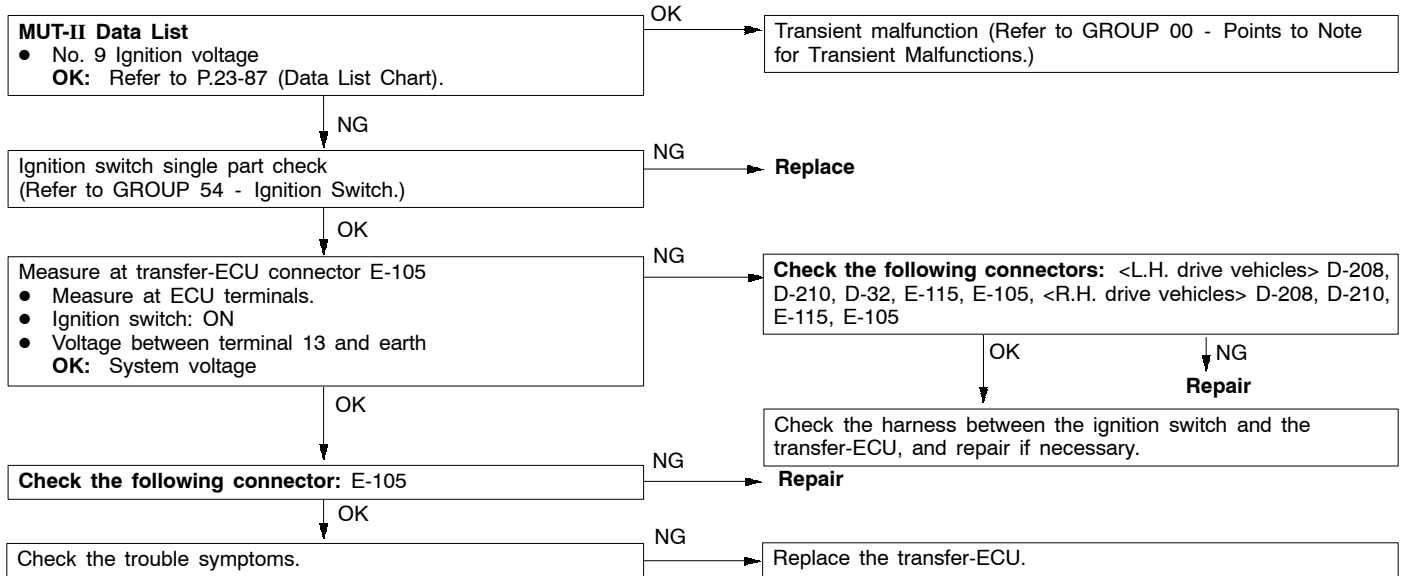 MUT-II Data List
● No. 9 Ignition voltage
OK: Refer to P.23-87 (Data List Chart).
OK
Transient malfunction (Refer to GROUP 00 - Points to Note
for Transient Malfunctions.)
NG
Ignition switch single part check
(Refer to GROUP 54 - Ignition Switch.)
NG
Replace
OK
Measure at transfer-ECU connector E-105
● Measure at ECU terminals.
● Ignition switch: ON
● Voltage between terminal 13 and earth
OK: System voltage
NG
Check the following connectors: <L.H. drive vehicles> D-208,
D-210, D-32, E-115, E-105, <R.H. drive vehicles> D-208, D-210,
E-115, E-105
OK
NG
Repair
Check the harness between the ignition switch and the
transfer-ECU, and repair if necessary.
OK
Check the following connector: E-105
NG
Repair
OK
Check the trouble symptoms.
NG
Replace the transfer-ECU.